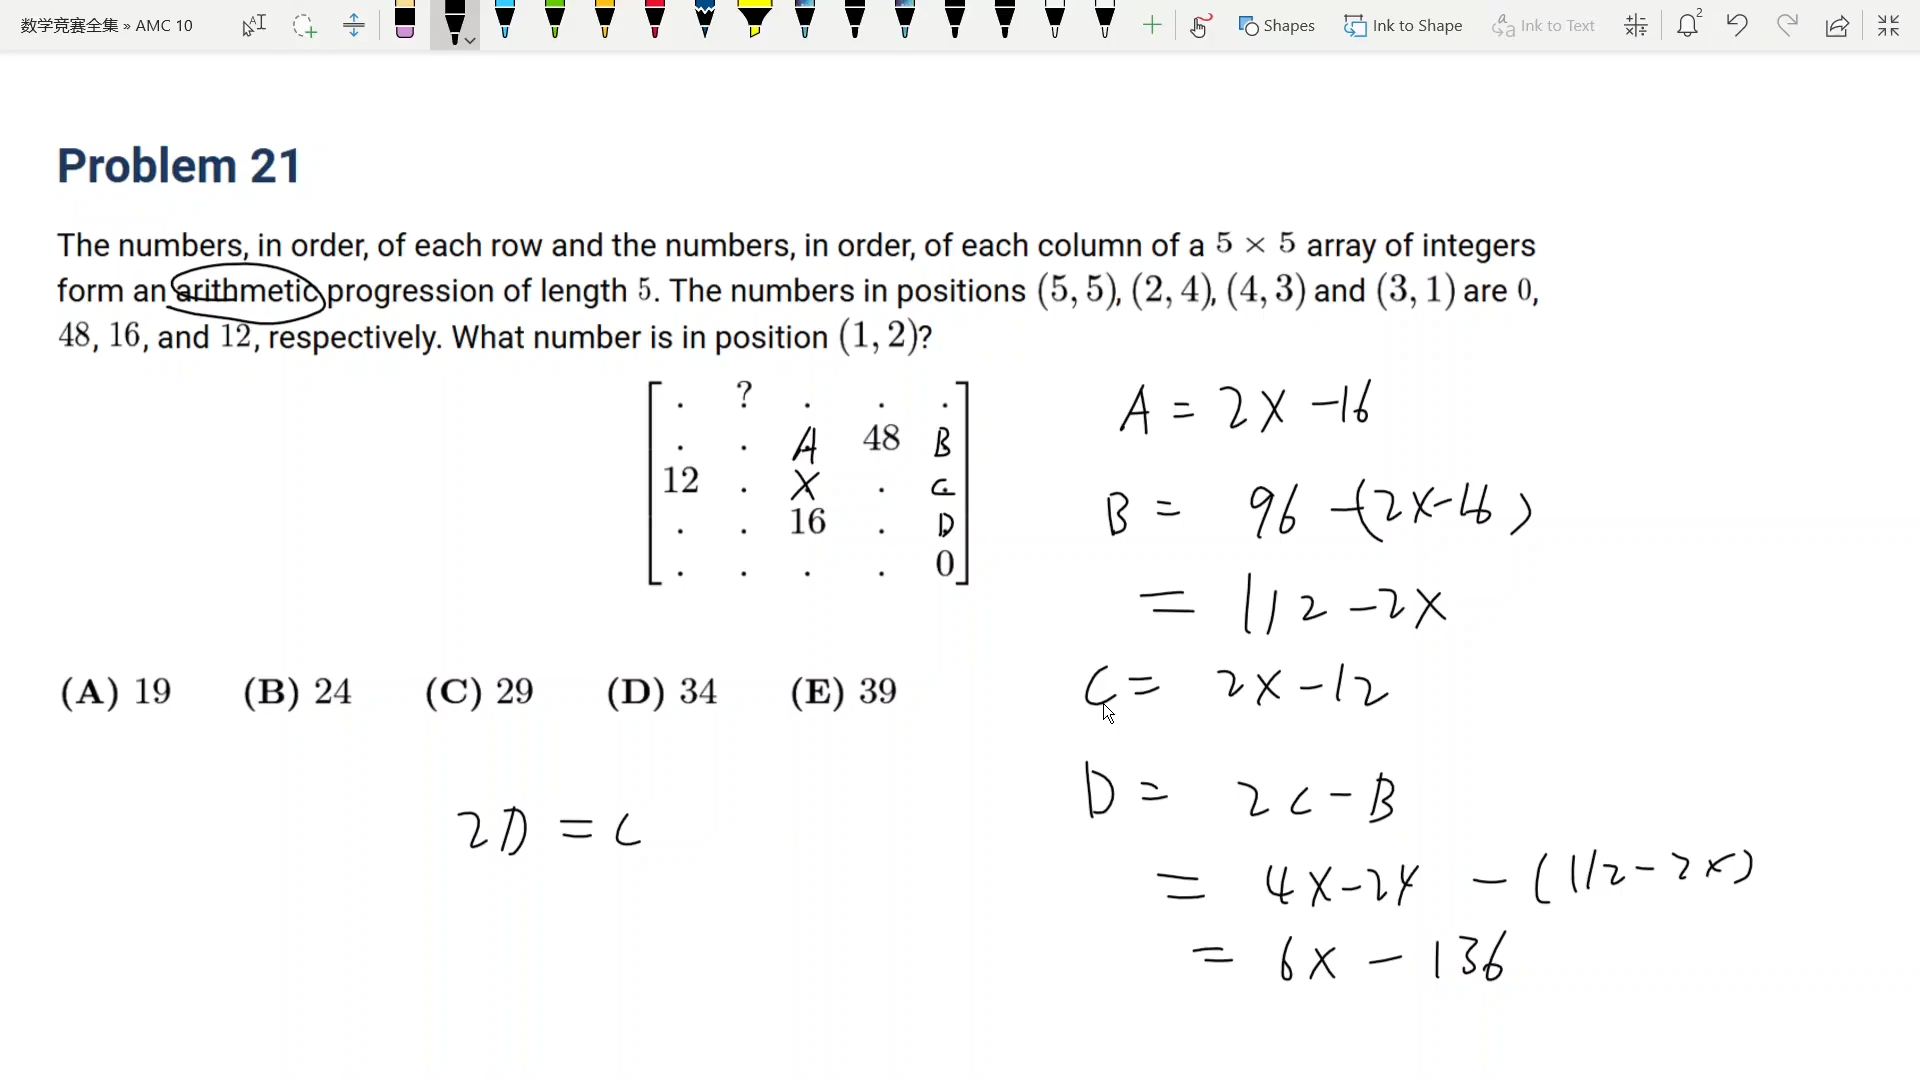 数学竞赛全集 » AMC 10
Shapes
Ink to Shape
Ink to Text
2
Problem 21
The numbers, in order, of each row and the numbers, in order, of each column of a 5 × 5 array of integers
form an arithmetic progression of length 5. The numbers in positions (5, 5), (2, 4), (4, 3) and (3, 1) are 0,
48, 16, and 12, respectively. What number is in position (1, 2)?
. ? . . .
. . A 48 B
12 . X . C
. . 16 . D
. . . . 0
(A) 19 (B) 24 (C) 29 (D) 34 (E) 39
2D = C
A = 2X -16
B = 96 -(2X-16)
= 112 -2X
C = 2X -12
D = 2C - B
= 4X-24 - (112-2X)
= 6X - 136